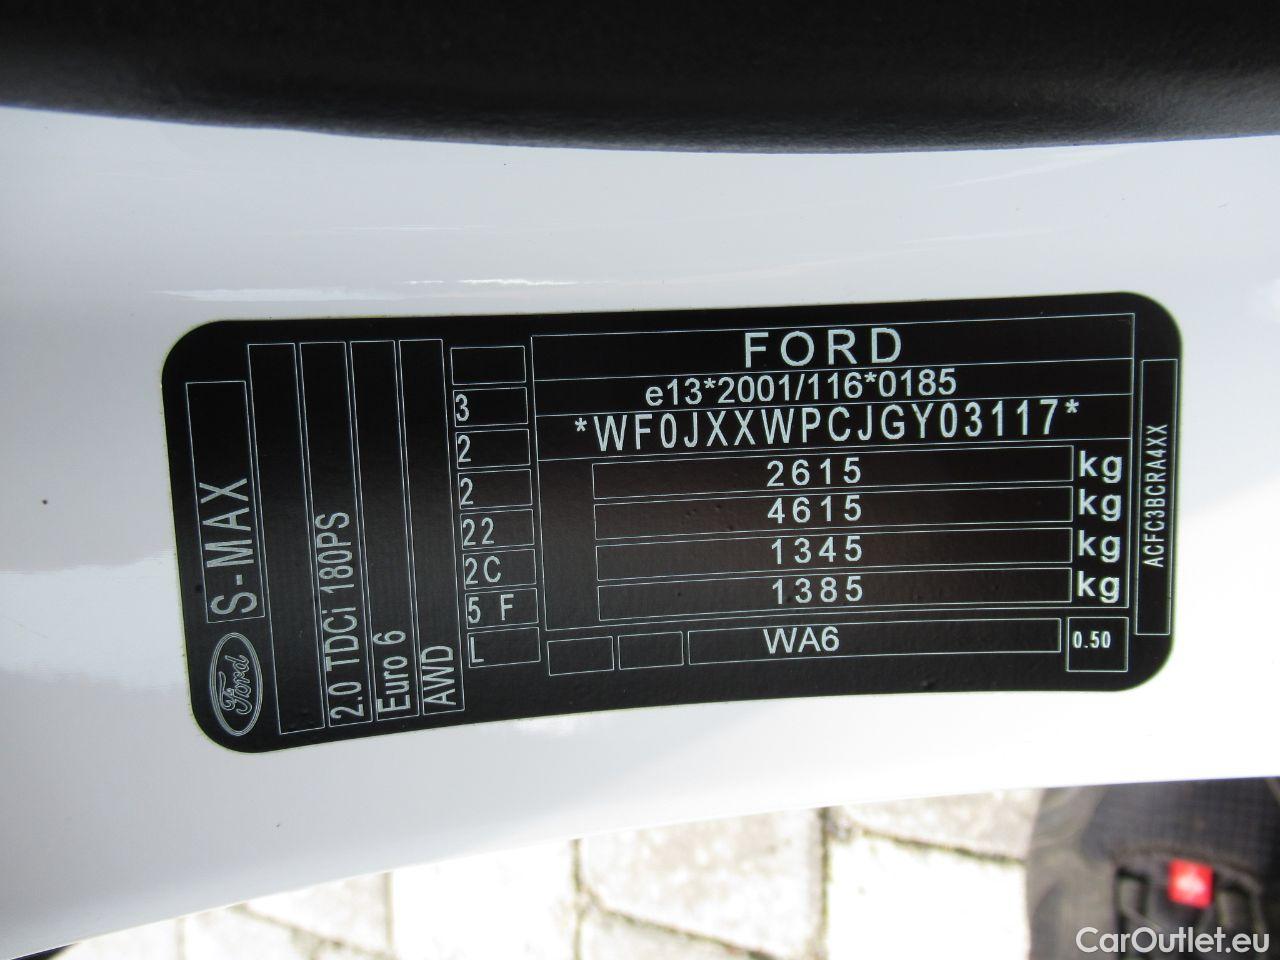 FORD
e13*2001/116*0185
*WF0JXXWPCJGY03117*
2615 kg
4615 kg
1345 kg
1385 kg
WA6
0.50
ACFC3BCRA4XX
3
2
2
22
2C
5 F
L
AWD
Euro 6
2.0 TDCi 180PS
S-MAX
Ford
CarOutlet.eu